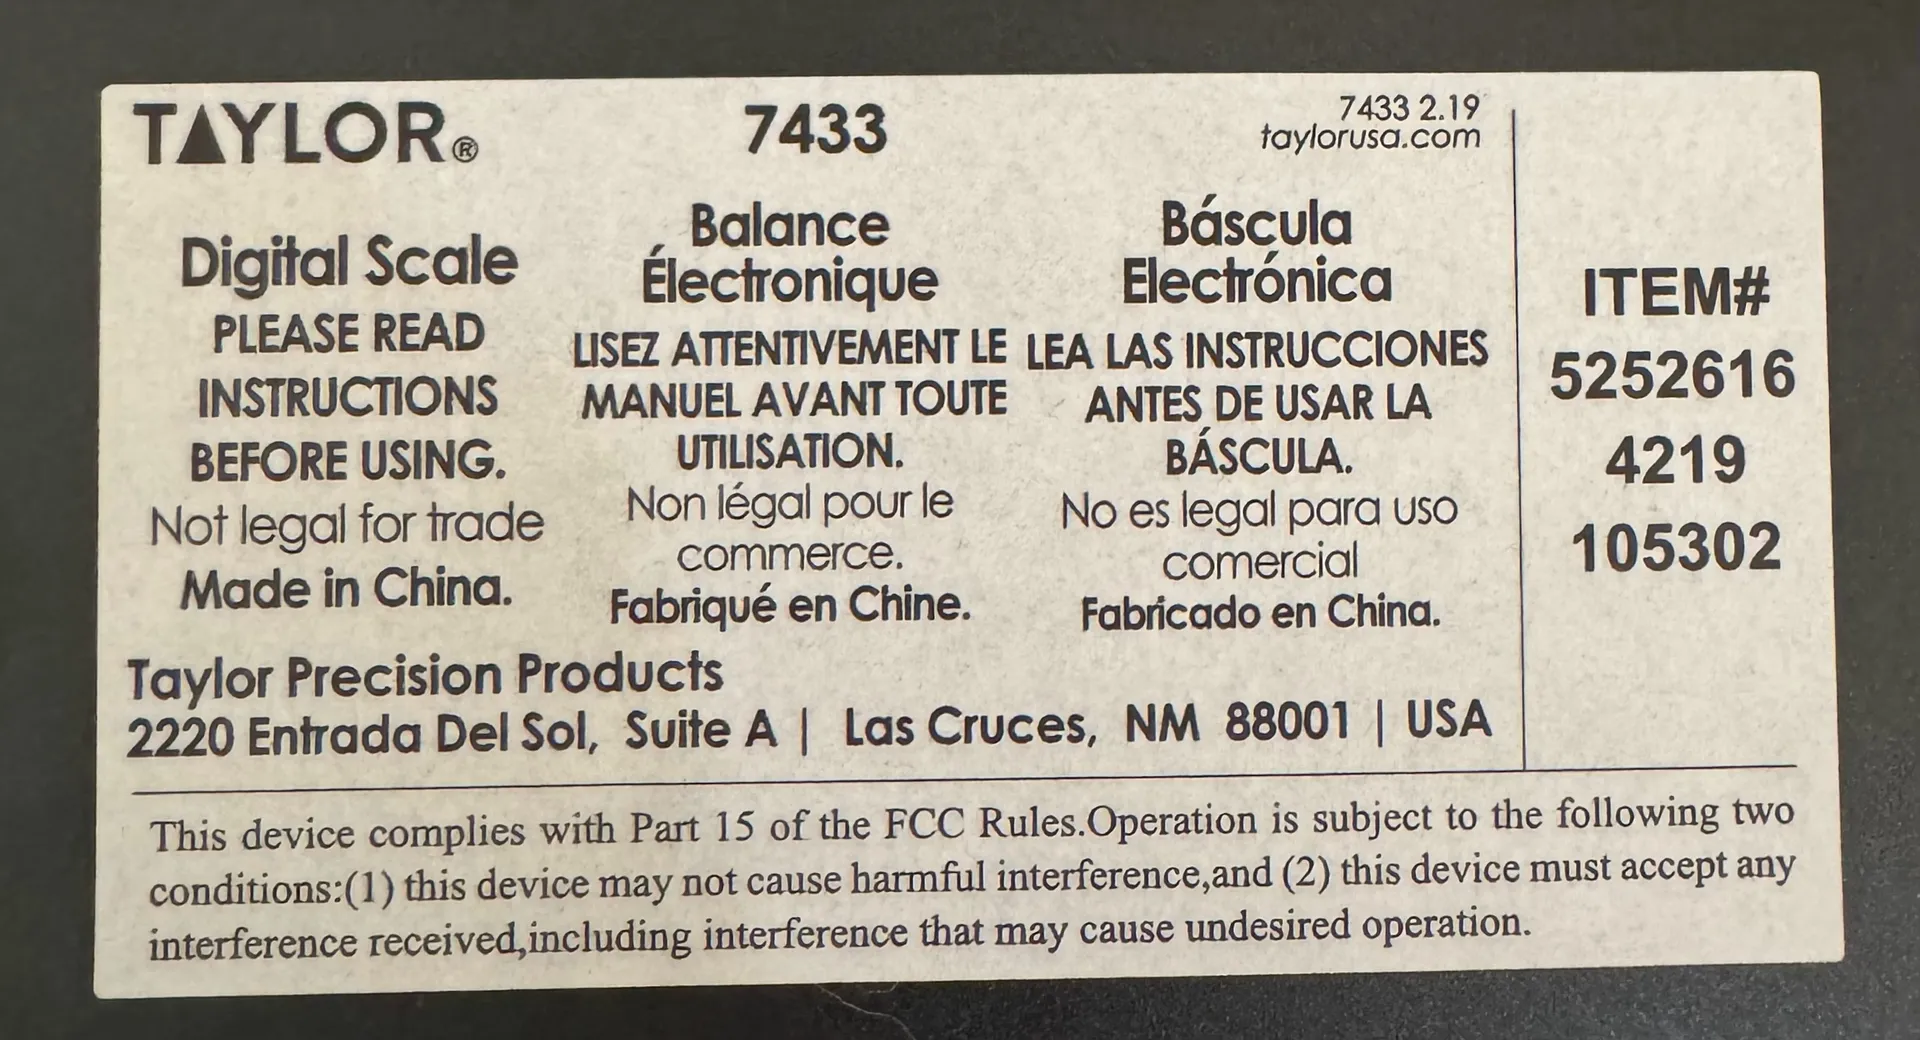 TAYLOR®
7433
7433 2.19
taylorusa.com
Digital Scale
PLEASE READ
INSTRUCTIONS
BEFORE USING.
Not legal for trade
Made in China.
Balance
Électronique
LISEZ ATTENTIVEMENT LE
MANUEL AVANT TOUTE
UTILISATION.
Non légal pour le
commerce.
Fabriqué en Chine.
Báscula
Electrónica
LEA LAS INSTRUCCIONES
ANTES DE USAR LA
BÁSCULA.
No es legal para uso
comercial
Fabricado en China.
ITEM#
5252616
4219
105302
Taylor Precision Products
2220 Entrada Del Sol, Suite A | Las Cruces, NM 88001 | USA
This device complies with Part 15 of the FCC Rules.Operation is subject to the following two
conditions:(1) this device may not cause harmful interference,and (2) this device must accept any
interference received,including interference that may cause undesired operation.